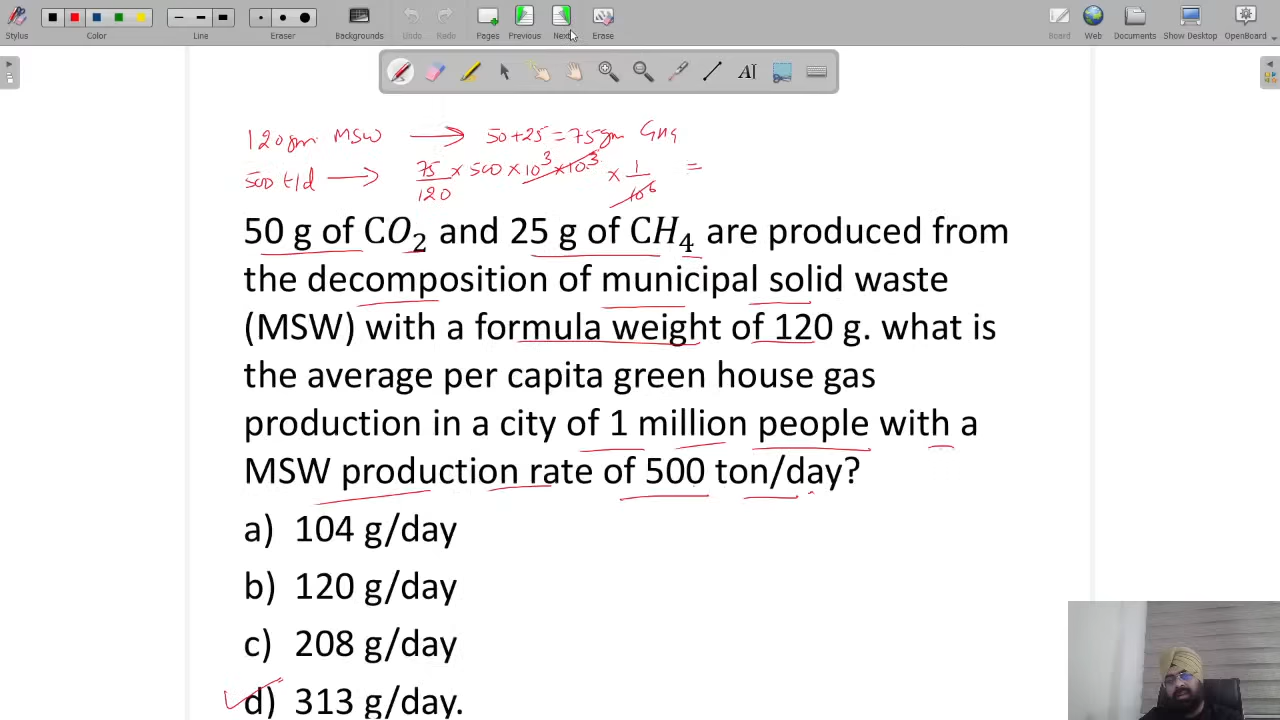 Stylus Color Line Eraser Backgrounds Undo Redo Pages Previous Next Erase Board Web Documents Show Desktop OpenBoard
120gm MSW → 50+25=75gm GHG
500 t/d → 75/120 × 500 × 10³ × 10³ × 1/10⁶ =
50 g of CO₂ and 25 g of CH₄ are produced from
the decomposition of municipal solid waste
(MSW) with a formula weight of 120 g. what is
the average per capita green house gas
production in a city of 1 million people with a
MSW production rate of 500 ton/day?
a) 104 g/day
b) 120 g/day
c) 208 g/day
d) 313 g/day.